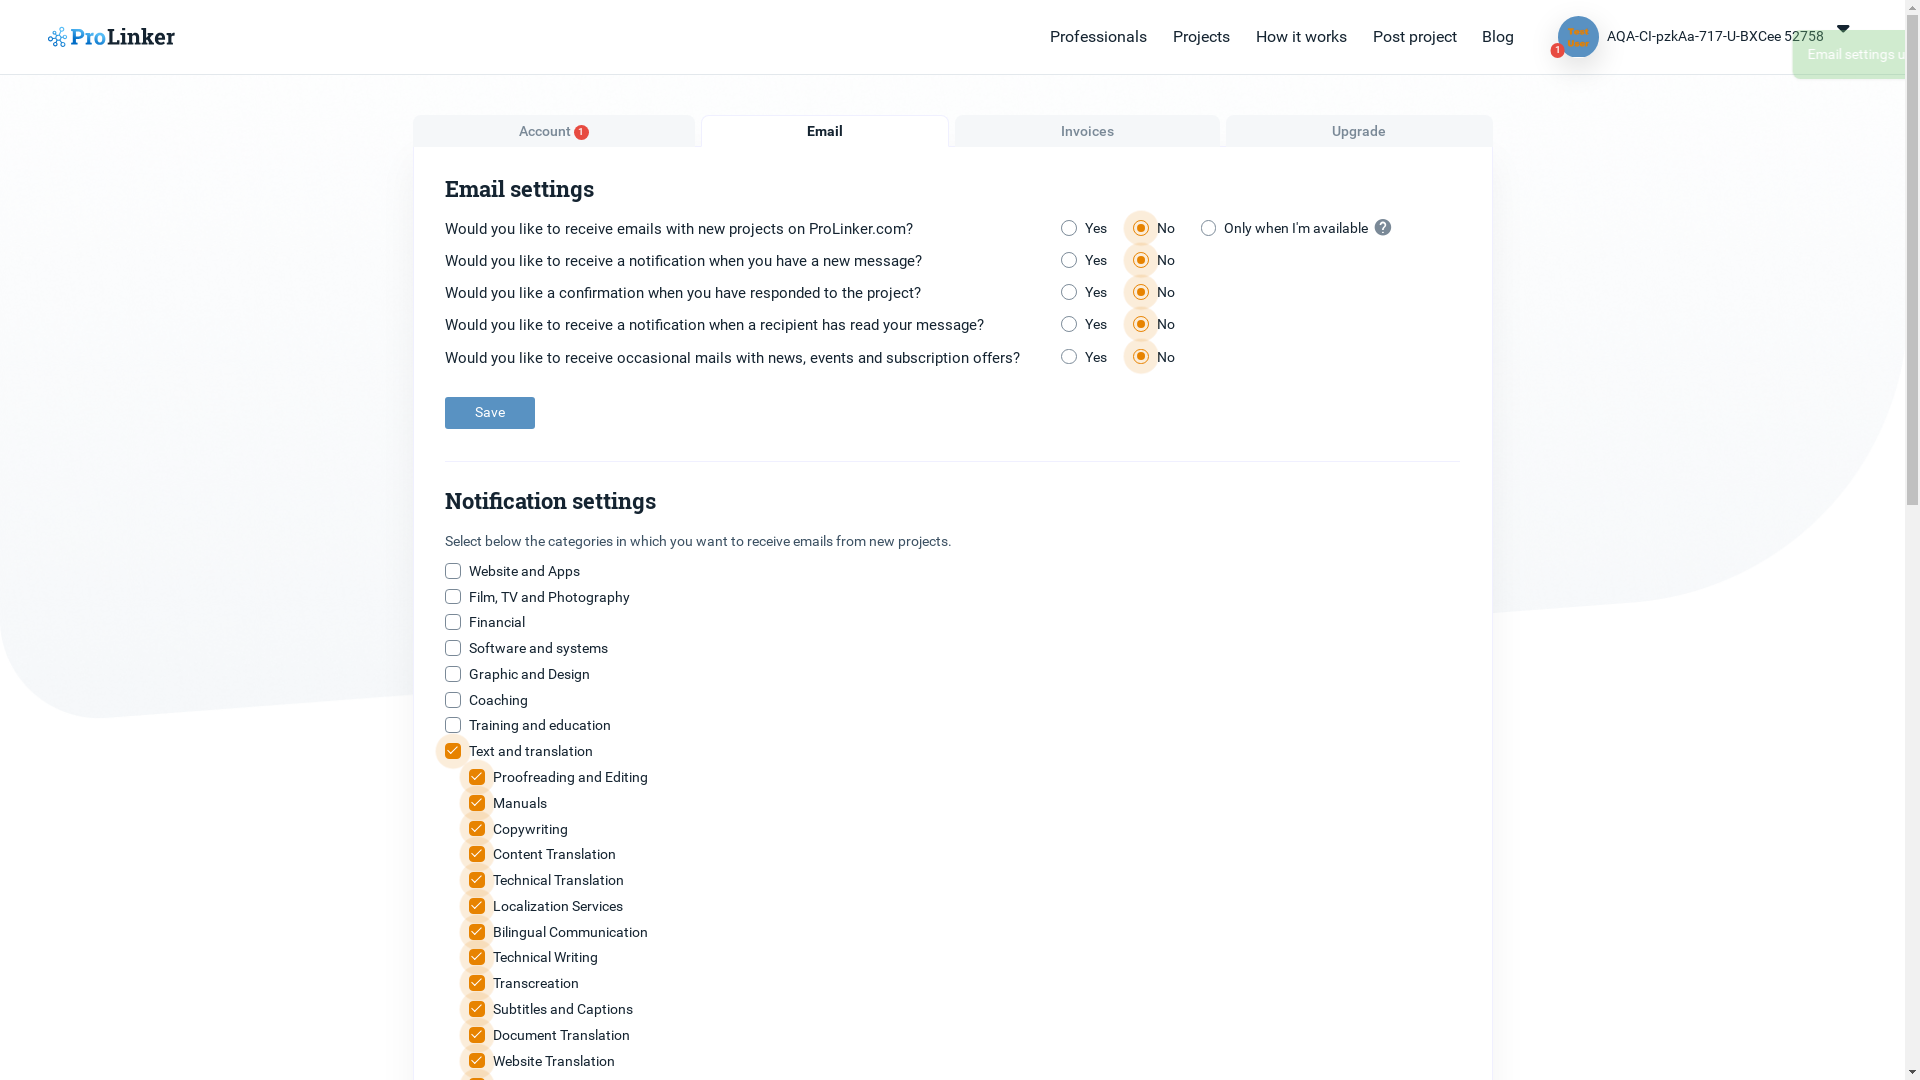 ProLinker
Professionals
Projects
How it works
Post project
Blog
1
AQA-CI-pzkAa-717-U-BXCee 52758
Email settings u
Account 1
Email
Invoices
Upgrade
Email settings
Would you like to receive emails with new projects on ProLinker.com?
Yes No Only when I'm available ?
Would you like to receive a notification when you have a new message?
Yes No
Would you like a confirmation when you have responded to the project?
Yes No
Would you like to receive a notification when a recipient has read your message?
Yes No
Would you like to receive occasional mails with news, events and subscription offers?
Yes No
Save
Notification settings
Select below the categories in which you want to receive emails from new projects.
Website and Apps
Film, TV and Photography
Financial
Software and systems
Graphic and Design
Coaching
Training and education
Text and translation
Proofreading and Editing
Manuals
Copywriting
Content Translation
Technical Translation
Localization Services
Bilingual Communication
Technical Writing
Transcreation
Subtitles and Captions
Document Translation
Website Translation